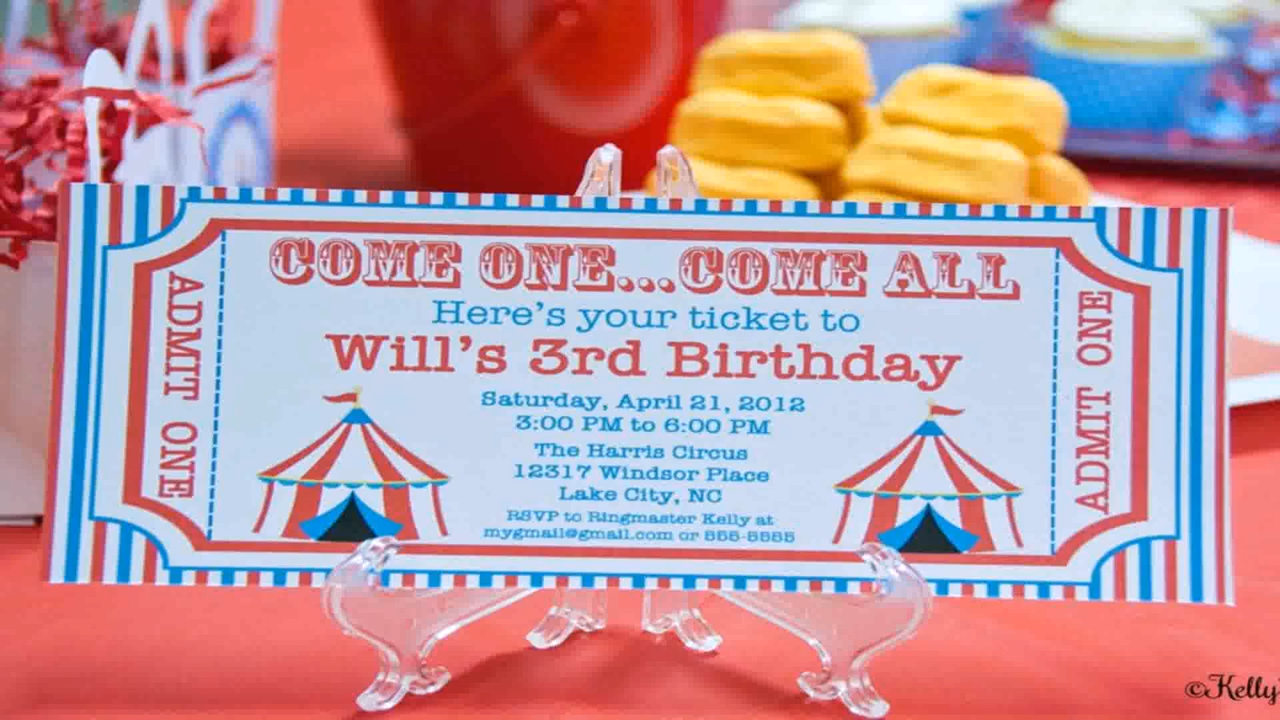 ADMIT ONE
COME ONE...COME ALL
Here's your ticket to
Will's 3rd Birthday
Saturday, April 21, 2012
3:00 PM to 6:00 PM
The Harris Circus
12317 Windsor Place
Lake City, NC
RSVP to Ringmaster Kelly at
mygmail@gmail.com or 555-5555
ADMIT ONE
©Kelly